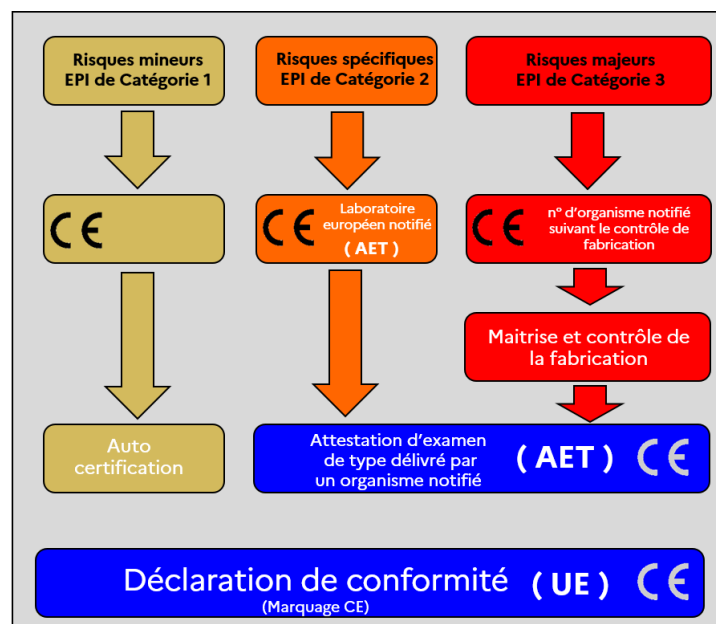 Risques mineurs
EPI de Catégorie 1
Risques spécifiques
EPI de Catégorie 2
Risques majeurs
EPI de Catégorie 3
CE
CE
Laboratoire
européen notifié
( AET )
CE
n° d'organisme notifié
suivant le contrôle de
fabrication
Maitrise et contrôle de
la fabrication
Auto
certification
Attestation d'examen
de type délivré par
un organisme notifié
( AET )
CE
Déclaration de conformité
(Marquage CE)
( UE )
CE